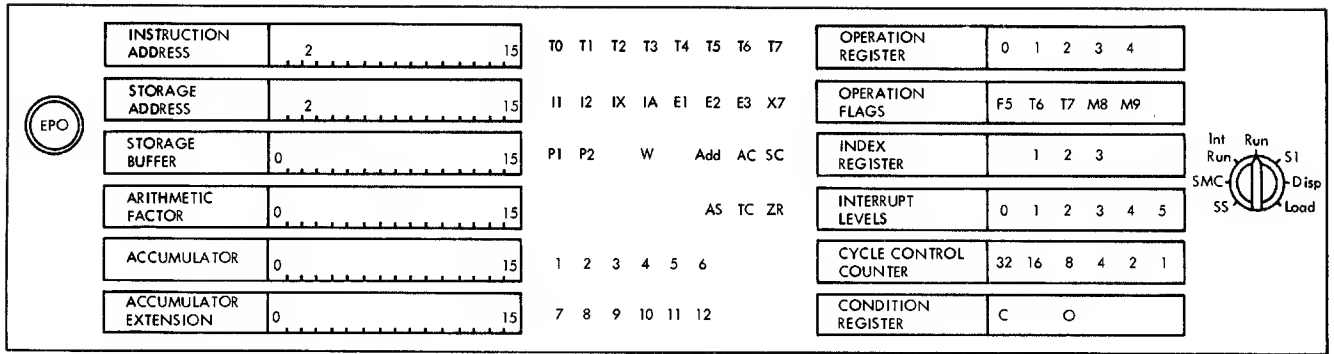 EPO
INSTRUCTION ADDRESS 2 15
STORAGE ADDRESS 2 15
STORAGE BUFFER 0 15
ARITHMETIC FACTOR 0 15
ACCUMULATOR 0 15
ACCUMULATOR EXTENSION 0 15
T0 T1 T2 T3 T4 T5 T6 T7
I1 I2 IX IA E1 E2 E3 X7
P1 P2 W Add AC SC
AS TC ZR
1 2 3 4 5 6
7 8 9 10 11 12
OPERATION REGISTER 0 1 2 3 4
OPERATION FLAGS F5 T6 T7 M8 M9
INDEX REGISTER 1 2 3
INTERRUPT LEVELS 0 1 2 3 4 5
CYCLE CONTROL COUNTER 32 16 8 4 2 1
CONDITION REGISTER C O
Int Run
Run SI
SMC Disp
SS Load